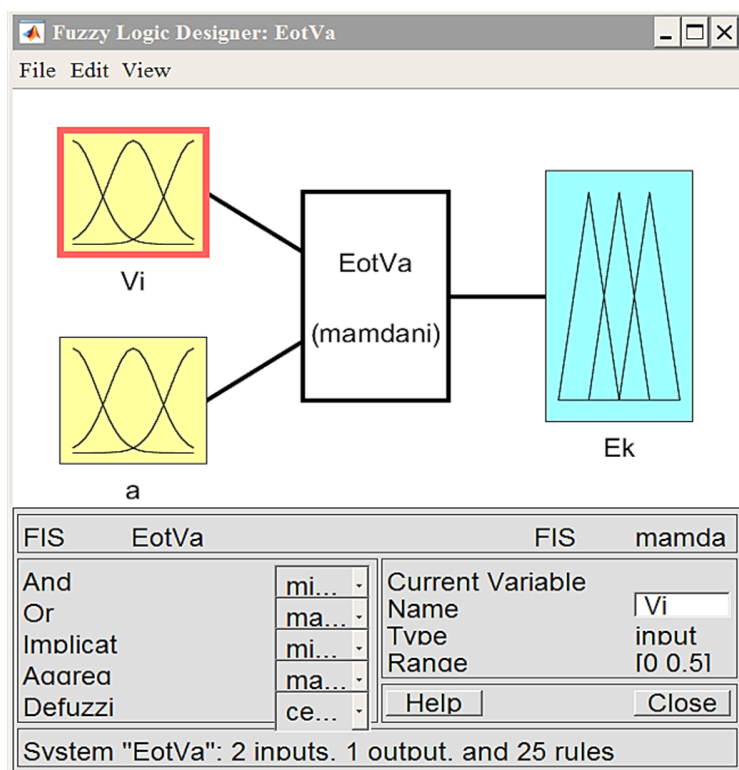 Fuzzy Logic Designer: EotVa
File Edit View
Vi
a
EotVa
(mamdani)
Ek
FIS EotVa FIS mamda
And mi...
Or ma...
Implicat mi...
Aggreg ma...
Defuzzi ce...
Current Variable
Name Vi
Type input
Range [0 0.5]
Help Close
System "EotVa": 2 inputs, 1 output, and 25 rules